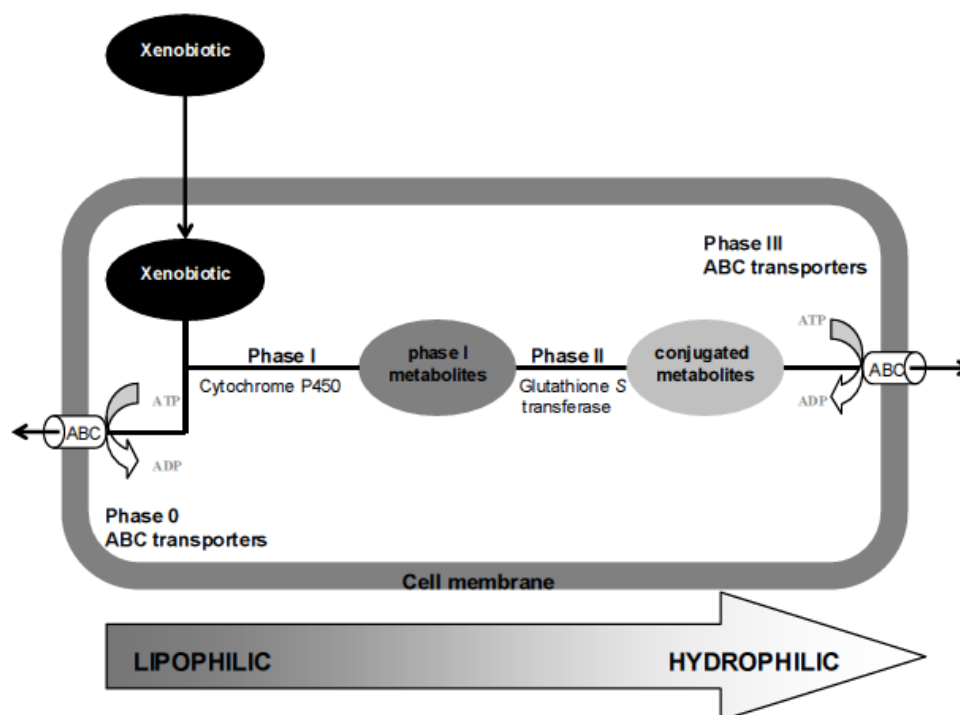 Xenobiotic
Xenobiotic
Phase III
ABC transporters
ATP
ABC
ADP
Phase I
Cytochrome P450
phase I
metabolites
Phase II
Glutathione S
transferase
conjugated
metabolites
ATP
ABC
ADP
Phase 0
ABC transporters
Cell membrane
LIPOPHILIC
HYDROPHILIC